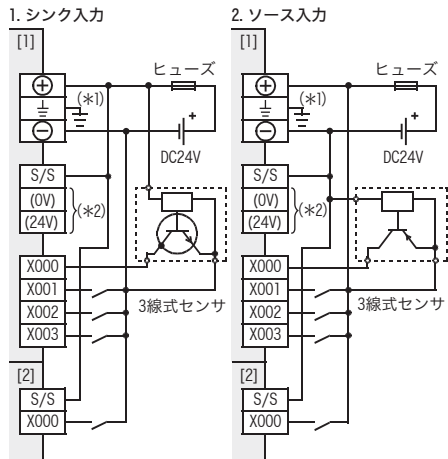 1. シンク入力
[1]
ヒューズ
(*1)
DC24V
S/S
(0V)
(24V)
(*2)
X000
X001
X002
X003
3線式センサ
[2]
S/S
X000
2. ソース入力
[1]
ヒューズ
(*1)
DC24V
S/S
(0V)
(24V)
(*2)
X000
X001
X002
X003
3線式センサ
[2]
S/S
X000